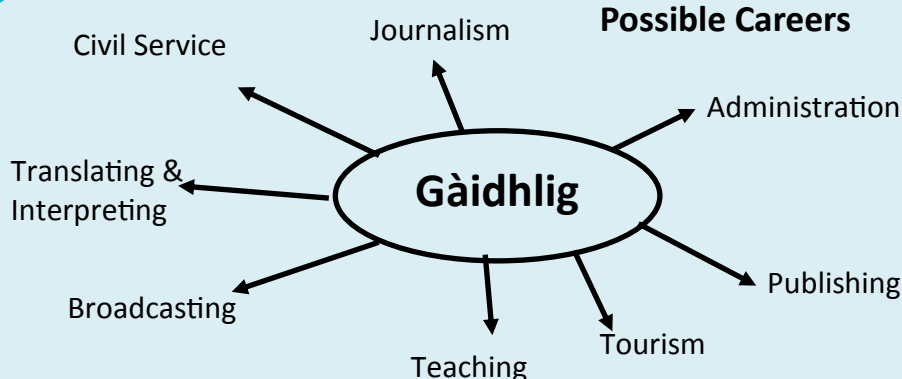 Possible Careers
Civil Service
Journalism
Administration
Translating &
Interpreting
Gàidhlig
Publishing
Broadcasting
Tourism
Teaching